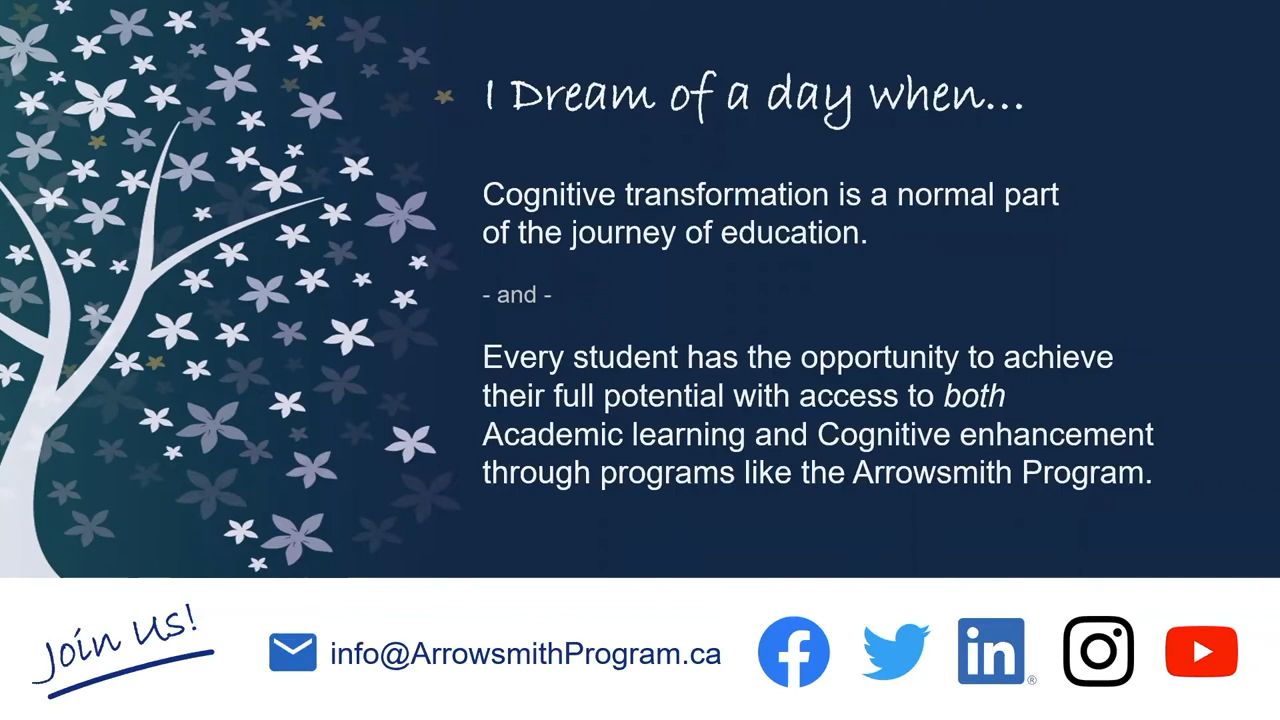 I Dream of a day when...
Cognitive transformation is a normal part
of the journey of education.
- and -
Every student has the opportunity to achieve
their full potential with access to both
Academic learning and Cognitive enhancement
through programs like the Arrowsmith Program.
Join Us!
info@ArrowsmithProgram.ca
in®